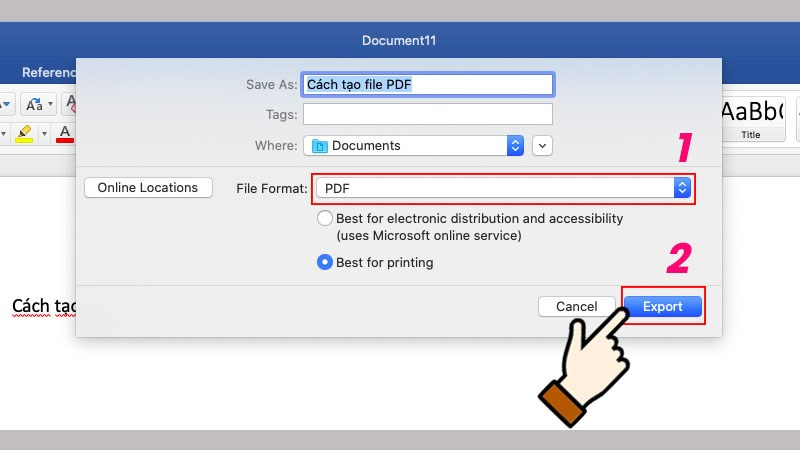 Document11
Referenc
Save As: Cách tạo file PDF
Tags:
Where: Documents
1
AaBb(
Title
Online Locations
File Format: PDF
Best for electronic distribution and accessibility
(uses Microsoft online service)
Best for printing
2
Cách tạo
Cancel
Export